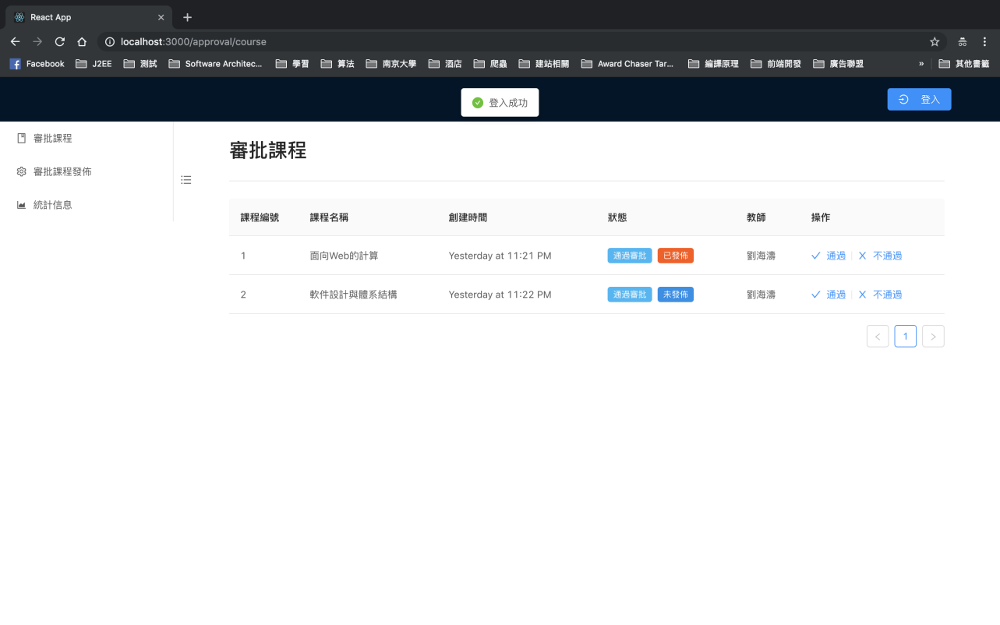 React App
localhost:3000/approval/course
Facebook J2EE 測試 Software Architec... 學習 算法 南京大學 酒店 爬蟲 建站相關 Award Chaser Tar... 編譯原理 前端開發 廣告聯盟 » 其他書籤
登入成功
登入
審批課程
審批課程發佈
統計信息
審批課程
課程編號 課程名稱 創建時間 狀態 教師 操作
1 面向Web的計算 Yesterday at 11:21 PM 通過審批 已發佈 劉海濤 通過 不通過
2 軟件設計與體系結構 Yesterday at 11:22 PM 通過審批 未發佈 劉海濤 通過 不通過
< 1 >